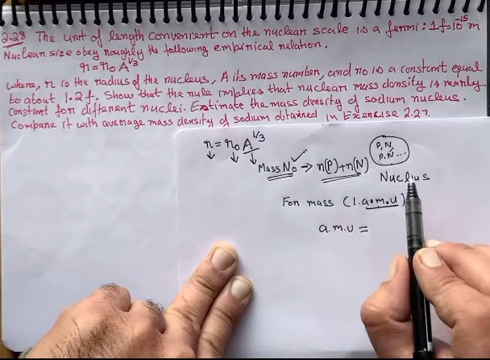 2.28 The unit of length convenient on the nuclear scale is a fermi: 1f=10⁻¹⁵ m
Nuclear size obey roughly the following empirical relation.
r=r₀ A^1/3
where, r is the radius of the nucleus, A its mass number, and r₀ is a constant equal
to about 1.2f. Show that the rule implies that nuclear mass density is nearly
constant for different nuclei. Estimate the mass density of sodium nucleus.
Compare it with average mass density of sodium obtained in Exercise 2.27.
r = r₀ A^1/3
Mass No → n(P)+n(N)
P, N,
P, N...
Nucleus
For mass (1. a.m.u)
a.m.u =